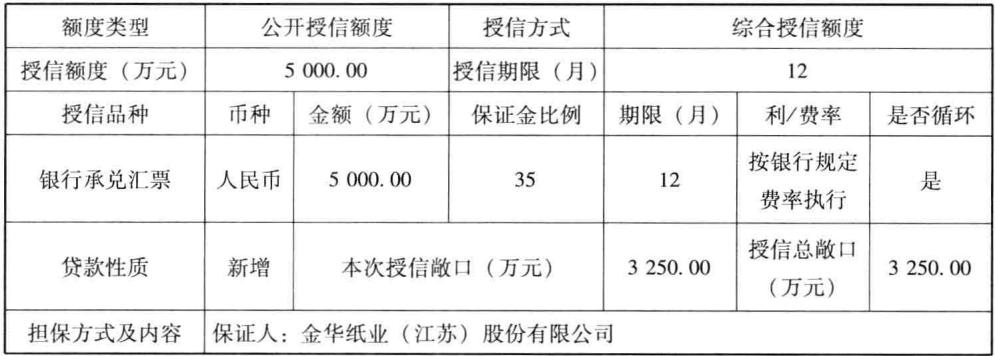 额度类型 公开授信额度 授信方式 综合授信额度
授信额度（万元） 5 000.00 授信期限（月） 12
授信品种 币种 金额（万元） 保证金比例 期限（月） 利/费率 是否循环
银行承兑汇票 人民币 5 000.00 35 12 按银行规定费率执行 是
贷款性质 新增 本次授信敞口（万元） 3 250.00 授信总敞口（万元） 3 250.00
担保方式及内容 保证人：金华纸业（江苏）股份有限公司